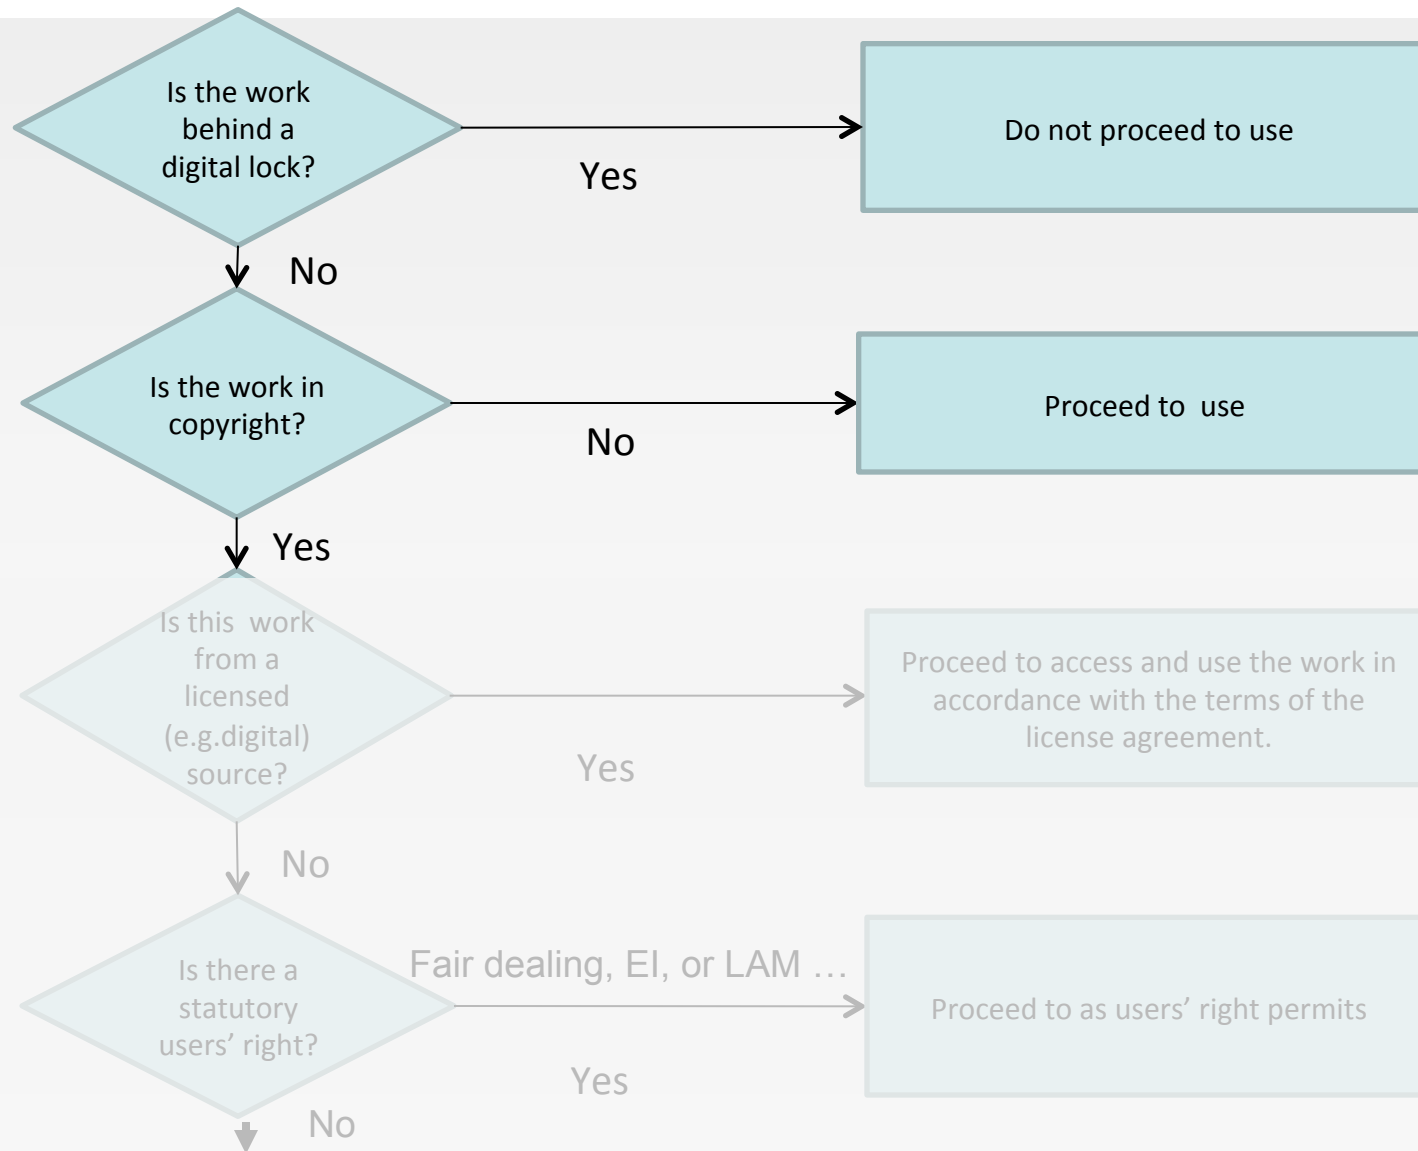 Is the work
behind a
digital lock?
Yes
Do not proceed to use
No
Is the work in
copyright?
No
Proceed to  use
Yes
Is this  work
from a
licensed
(e.g.digital)
source?
Yes
Proceed to access and use the work in
accordance with the terms of the
license agreement.
No
Is there a
statutory
users’ right?
Fair dealing, EI, or LAM …
Yes
Proceed to as users’ right permits
No